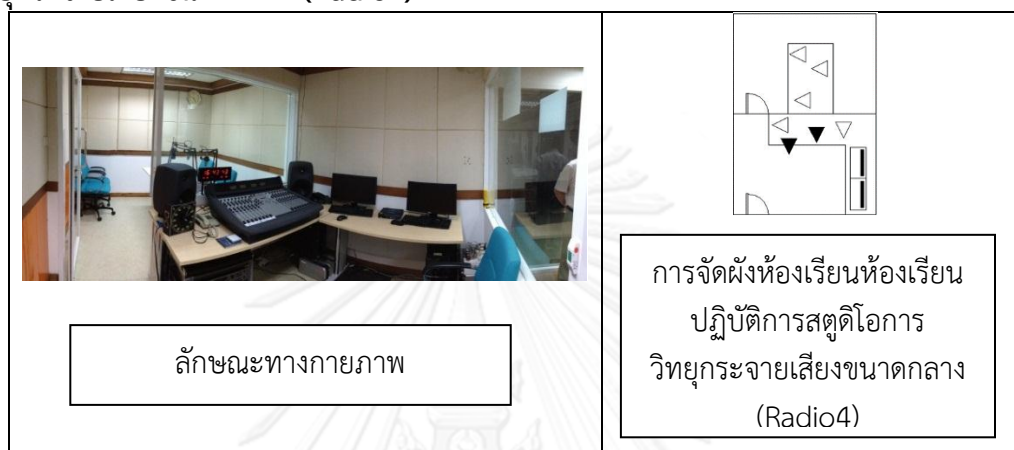 (Radio4)
ลักษณะทางกายภาพ
การจัดผังห้องเรียนห้องเรียน
ปฏิบัติการสตูดิโอการ
วิทยุกระจายเสียงขนาดกลาง
(Radio4)